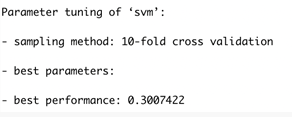 Parameter tuning of ‘svm’:
- sampling method: 10-fold cross validation
- best parameters:
- best performance: 0.3007422